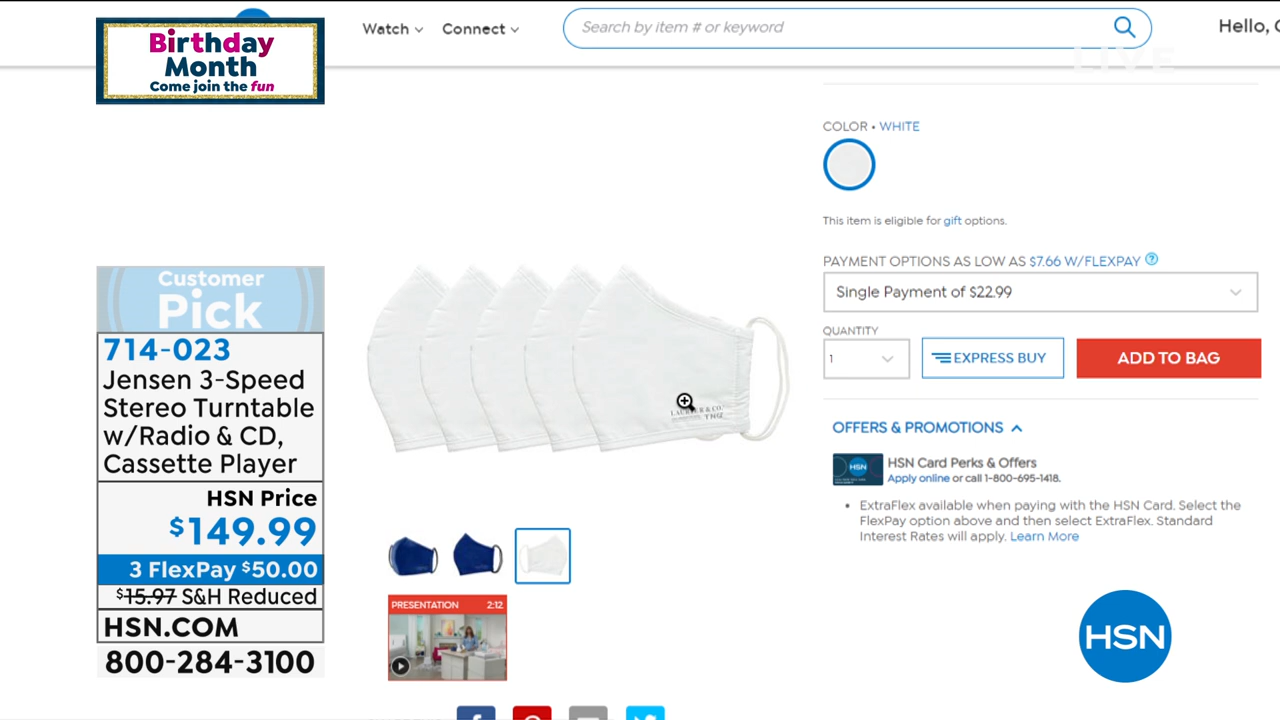 Birthday
Month
Come join the fun
Watch
Connect
Search by item # or keyword
Hello,
LIVE
COLOR • WHITE
This item is eligible for gift options.
PAYMENT OPTIONS AS LOW AS $7.66 W/FLEXPAY ?
Single Payment of $22.99
QUANTITY
1
EXPRESS BUY
ADD TO BAG
OFFERS & PROMOTIONS
HSN
HSN Card Perks & Offers
Apply online or call 1-800-695-1418.
• ExtraFlex available when paying with the HSN Card. Select the
FlexPay option above and then select ExtraFlex. Standard
Interest Rates will apply. Learn More
Customer
Pick
714-023
Jensen 3-Speed
Stereo Turntable
w/Radio & CD,
Cassette Player
HSN Price
$149.99
3 FlexPay $50.00
$15.97 S&H Reduced
HSN.COM
800-284-3100
PRESENTATION 2:12
HSN